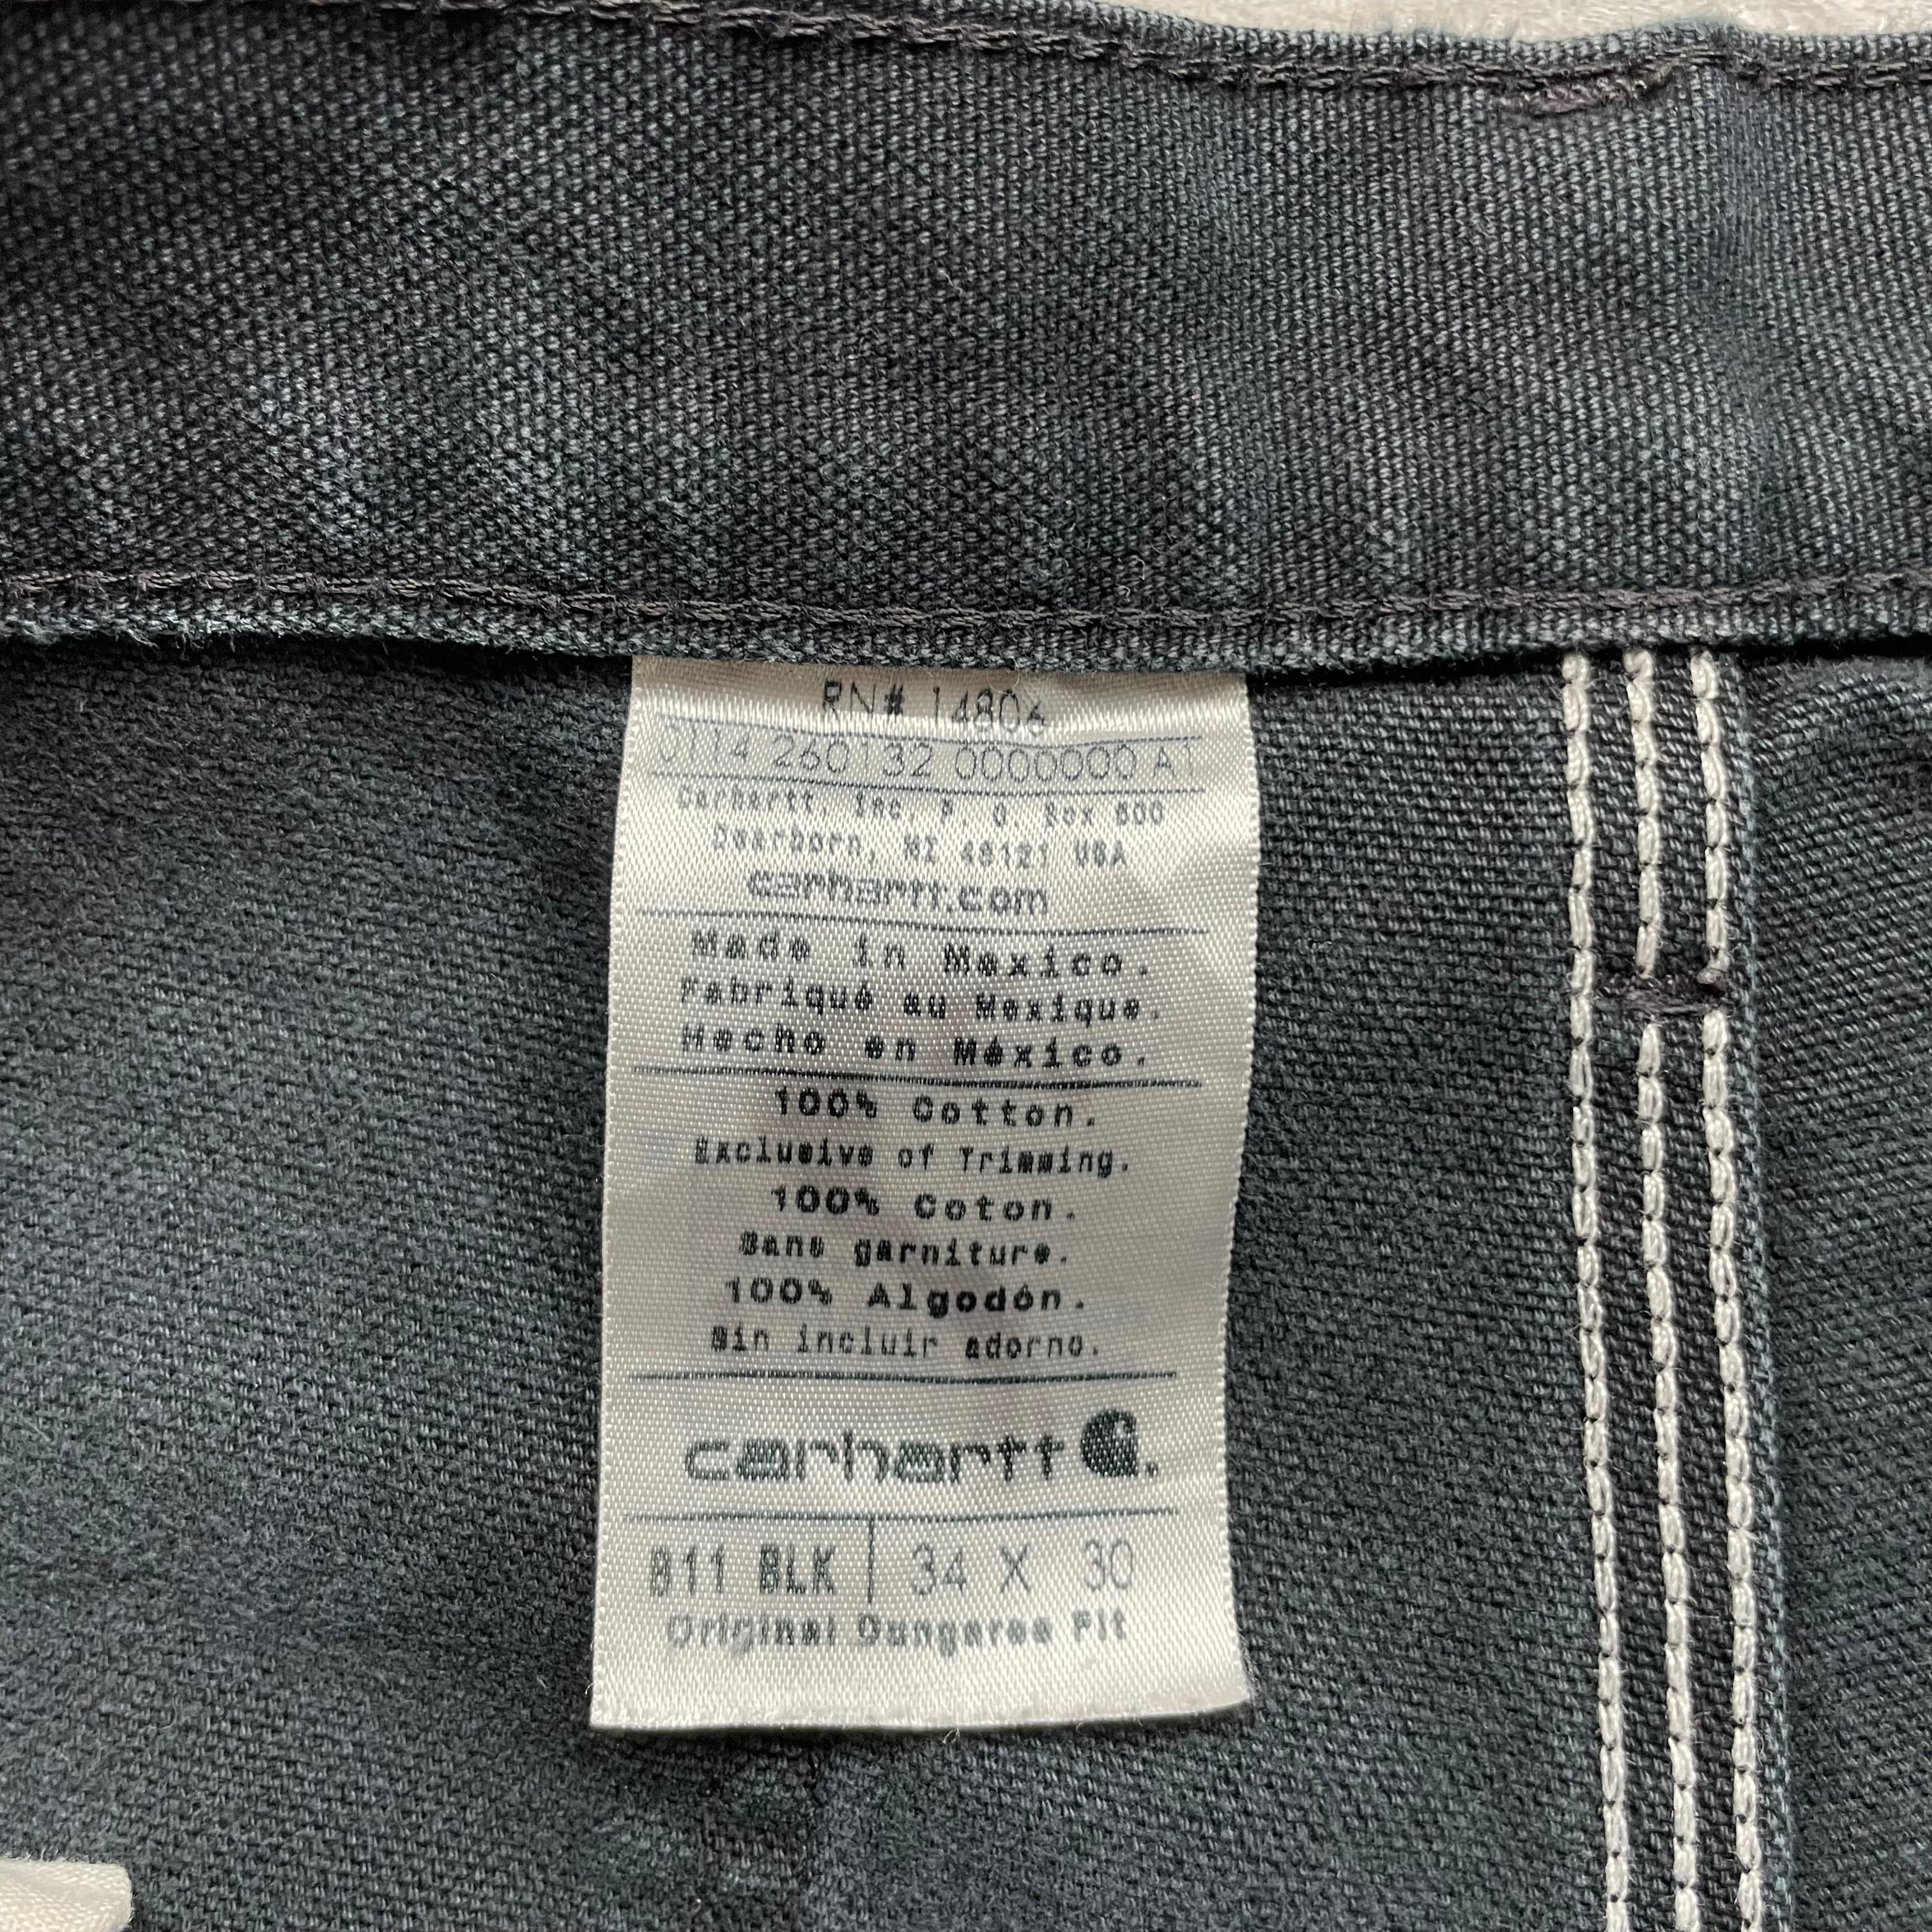 RN# 14806
0114 260132 0000000 A1
Carhartt, Inc. P. O. Box 600
Dearborn, MI 48121 USA
carhartt.com
Made in Mexico.
Fabriqué au Mexique.
Hecho en México.
100% Cotton.
Exclusive of Trimming.
100% Coton.
Sans garniture.
100% Algodón.
Sin incluir adorno.
carhartt
B11 BLK 34 X 30
Original Dungaree Fit